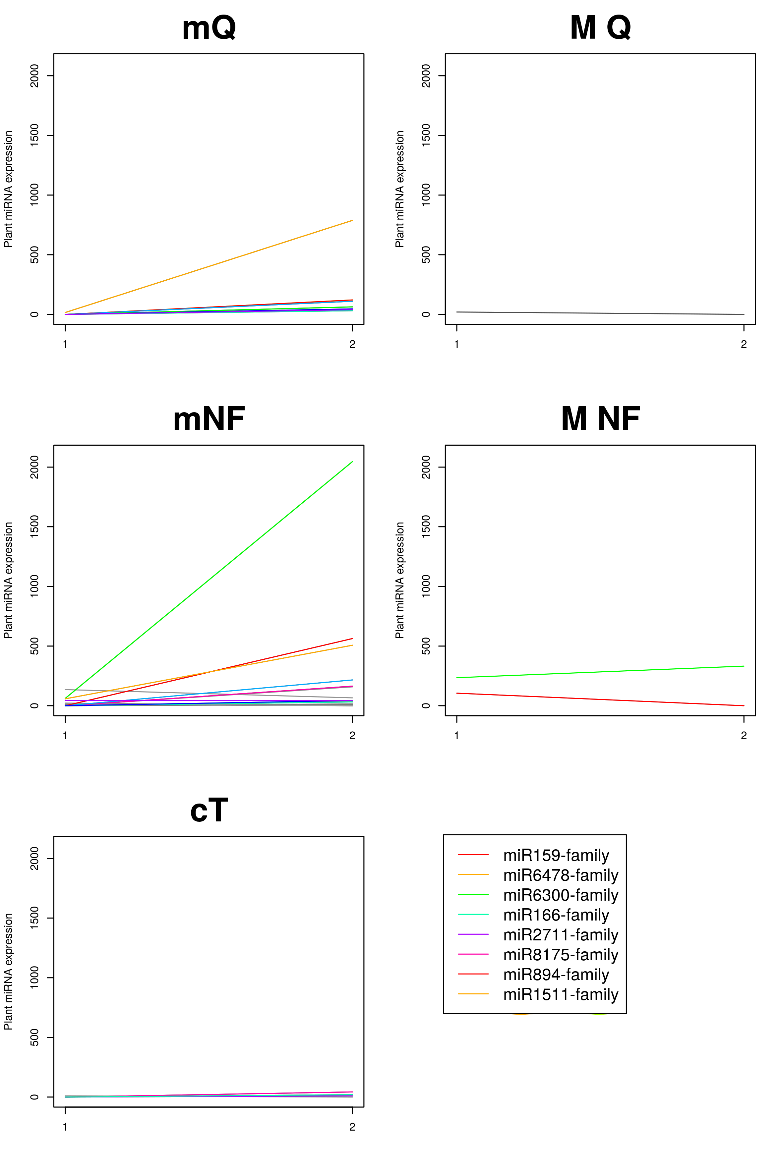 mQ
M Q
Plant miRNA expression
0
500
1000
1500
2000
1
2
Plant miRNA expression
0
500
1000
1500
2000
1
2
mNF
M NF
Plant miRNA expression
0
500
1000
1500
2000
1
2
Plant miRNA expression
0
500
1000
1500
2000
1
2
cT
Plant miRNA expression
0
500
1000
1500
2000
1
2
miR159-family
miR6478-family
miR6300-family
miR166-family
miR2711-family
miR8175-family
miR894-family
miR1511-family